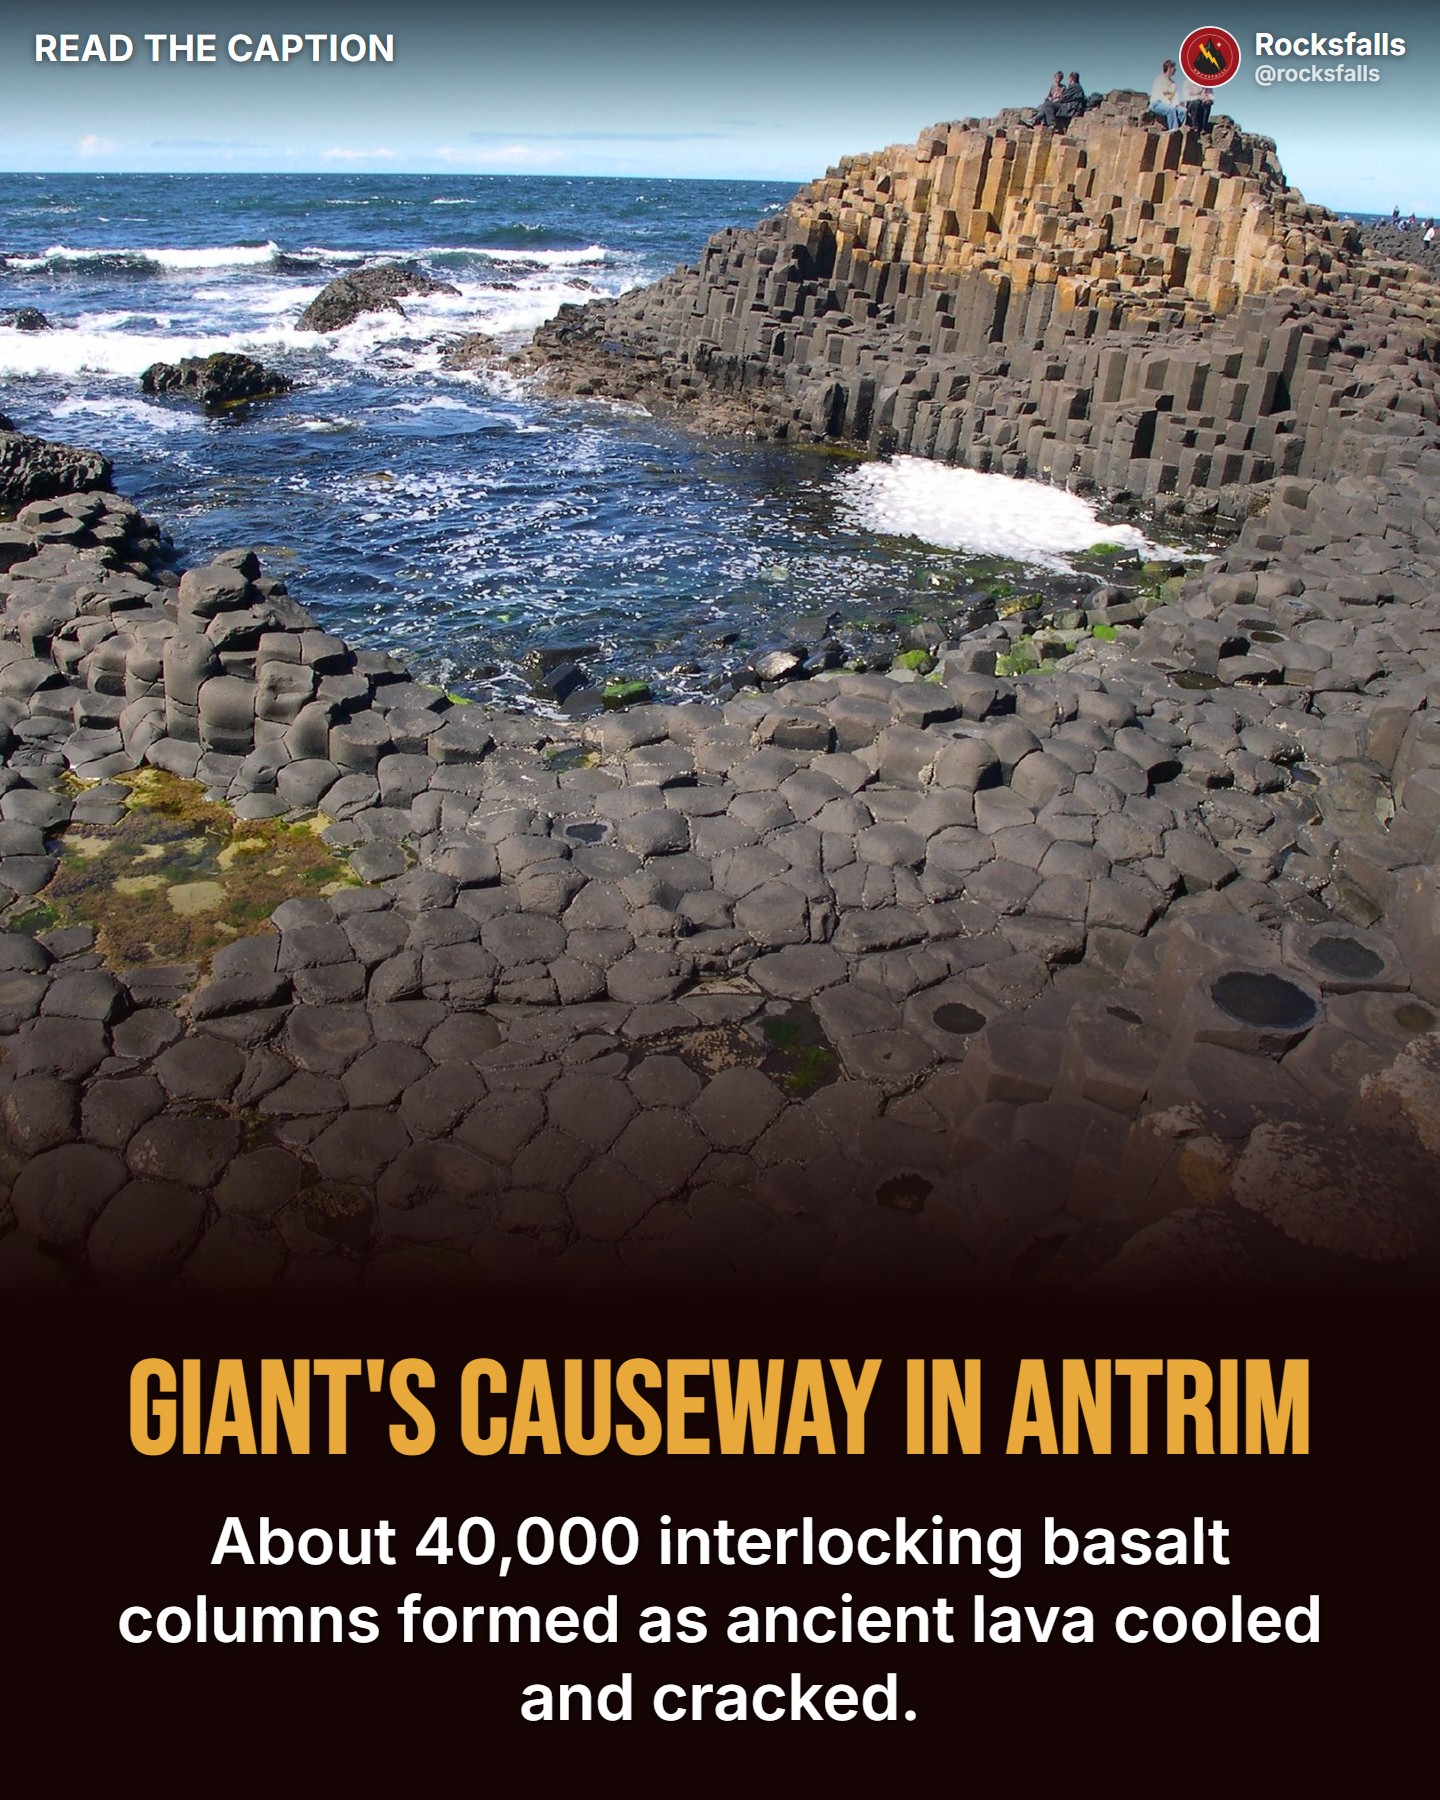 READ THE CAPTION
Rocksfalls
@rocksfalls
GIANT'S CAUSEWAY IN ANTRIM
About 40,000 interlocking basalt
columns formed as ancient lava cooled
and cracked.